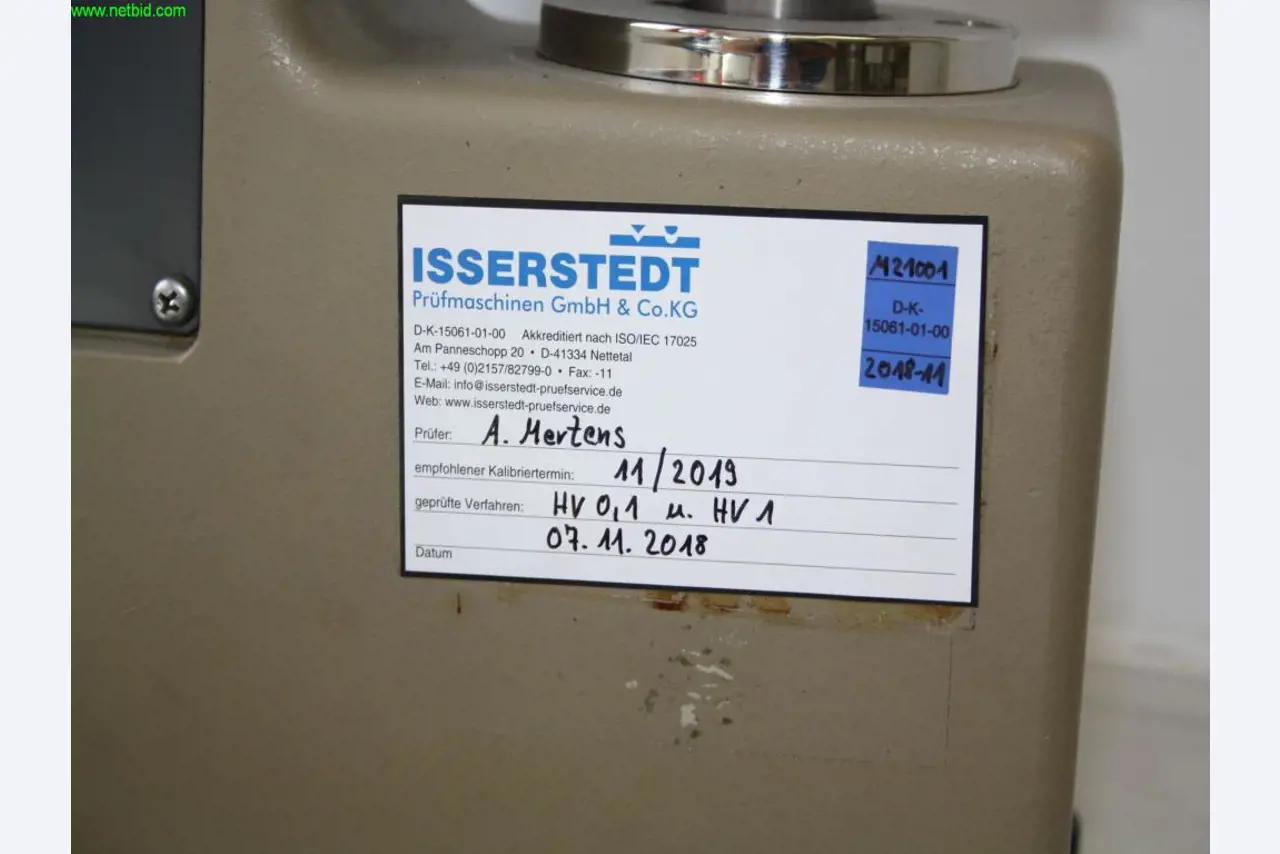 www.netbid.com
ISSERSTEDT
Prüfmaschinen GmbH & Co.KG
D-K-15061-01-00 Akkreditiert nach ISO/IEC 17025
Am Panneschopp 20 • D-41334 Nettetal
Tel.: +49 (0)2157/82799-0 • Fax: -11
E-Mail: info@isserstedt-pruefservice.de
Web: www.isserstedt-pruefservice.de
Prüfer: A. Mertens
empfohlener Kalibriertermin: 11/2019
geprüfte Verfahren: HV 0,1 u. HV 1
Datum 07.11.2018
M21001
D-K-
15061-01-00
2018-11